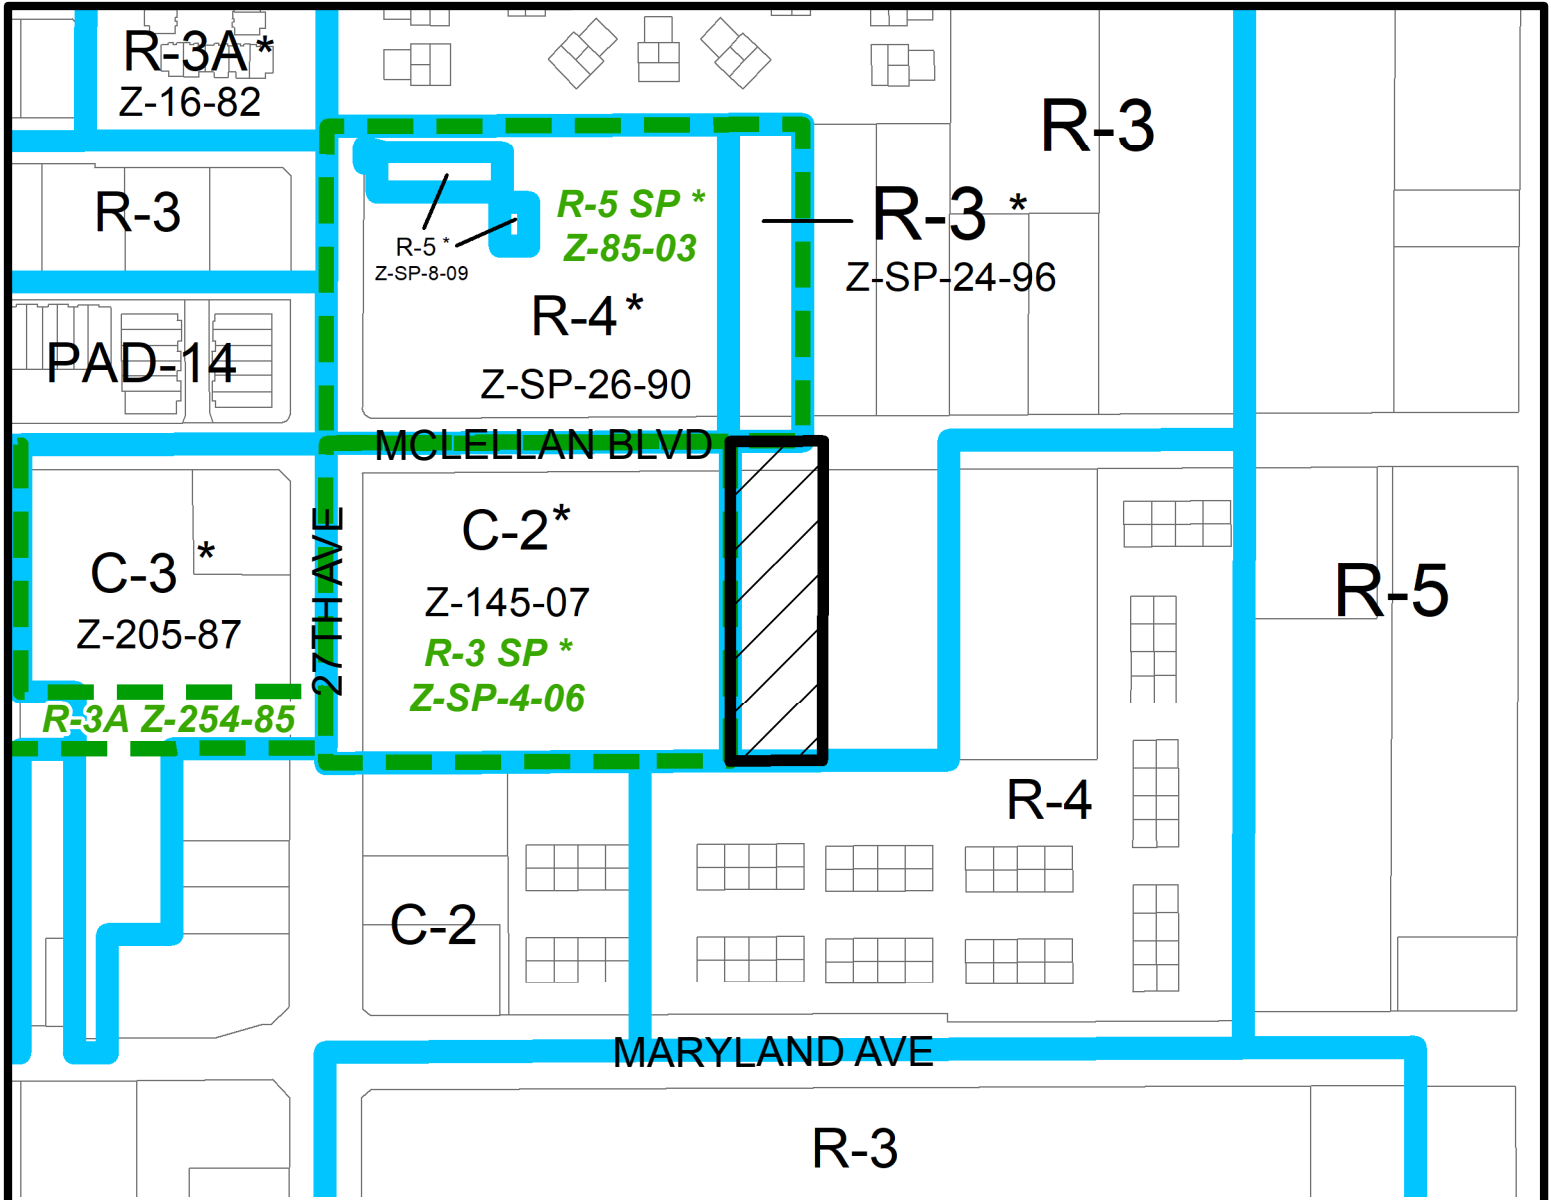 R-3A *
Z-16-82
R-3
R-3
R-5 SP *
Z-85-03
R-3 *
Z-SP-24-96
R-5 *
Z-SP-8-09
R-4 *
Z-SP-26-90
PAD-14
MCLELLAN BLVD
C-2 *
Z-145-07
R-3 SP *
Z-SP-4-06
27TH AVE
C-3 *
Z-205-87
R-5
R-3A Z-254-85
R-4
C-2
MARYLAND AVE
R-3